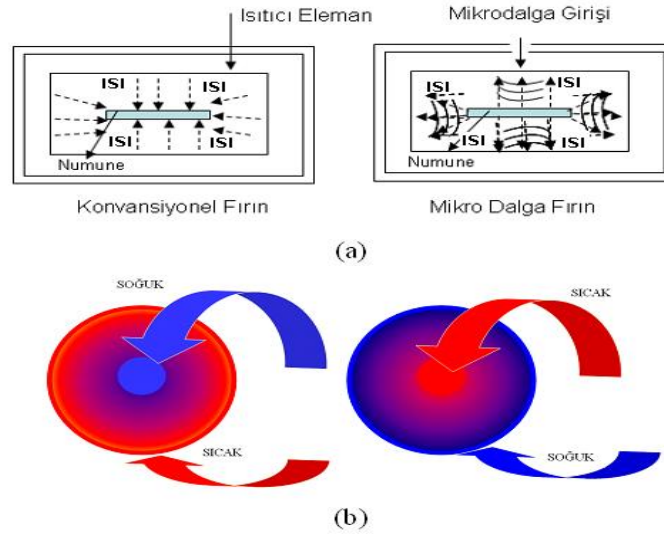 Isıtıcı Eleman
Mikrodalga Girişi
ISI
ISI
ISI
ISI
Numune
ISI
ISI
ISI
ISI
Numune
Konvansiyonel Fırın
Mikro Dalga Fırın
(a)
SOĞUK
SICAK
SICAK
SOĞUK
(b)